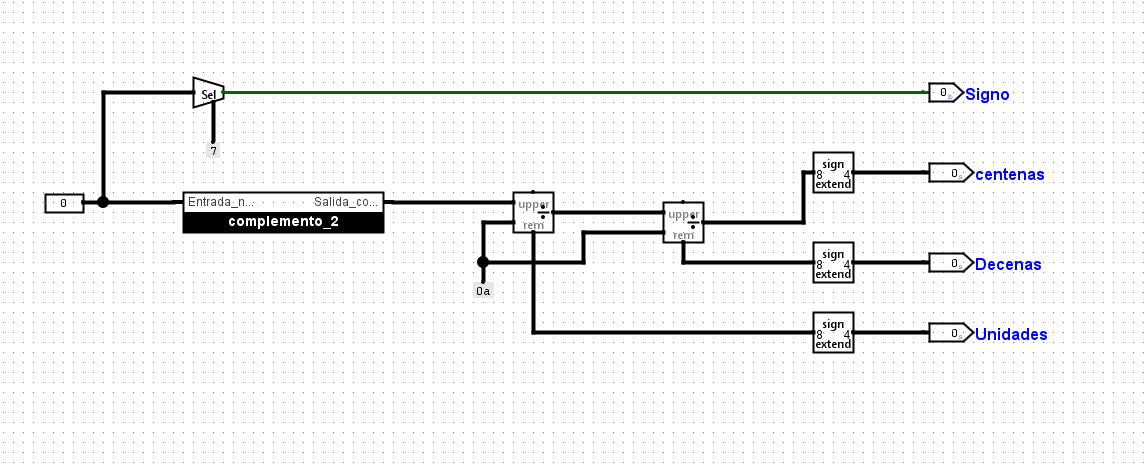 Sel
0
Signo
7
sign
8 4
extend
0
centenas
0
Entrada_n... Salida_co...
complemento_2
upper
rem
upper
rem
0a
sign
8 4
extend
0
Decenas
sign
8 4
extend
0
Unidades